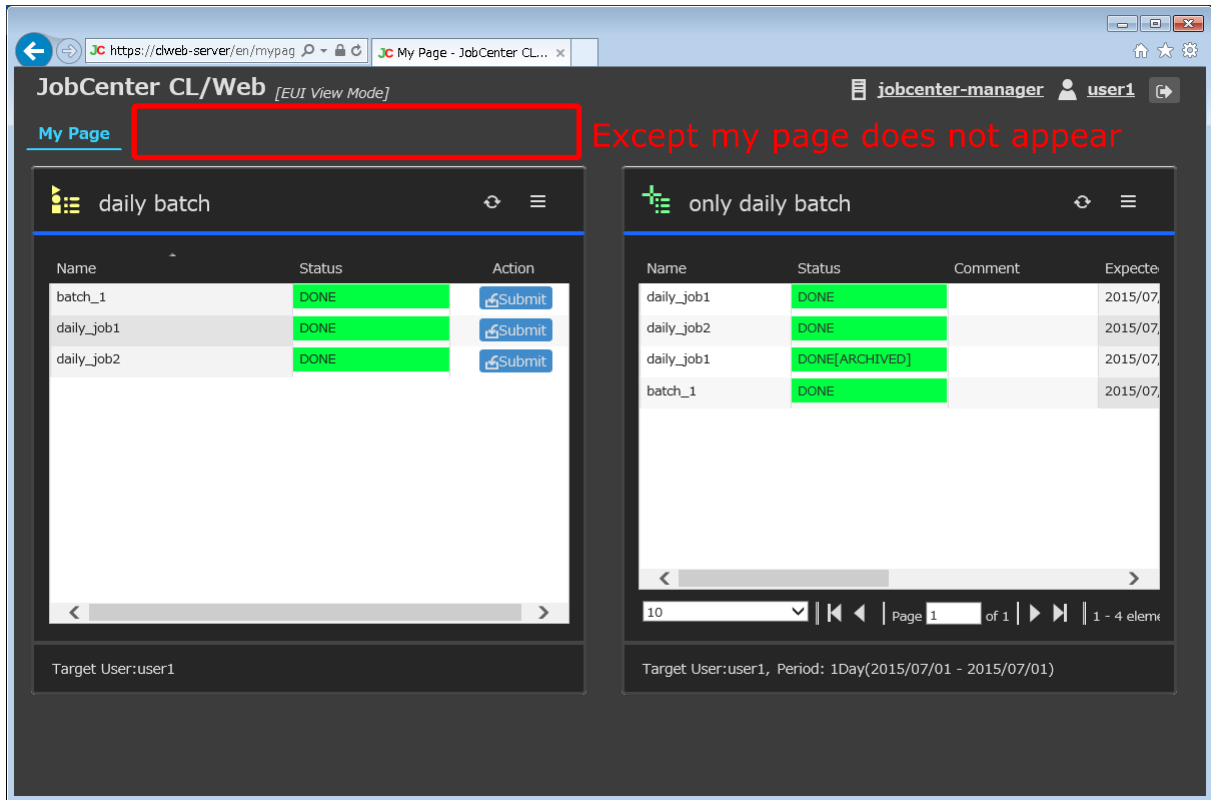 JC https://clweb-server/en/mypag
JC My Page - JobCenter CL...
JobCenter CL/Web [EUI View Mode]
jobcenter-manager user1
My Page
Except my page does not appear
daily batch
Name Status Action
batch_1 DONE Submit
daily_job1 DONE Submit
daily_job2 DONE Submit
Target User:user1
only daily batch
Name Status Comment Expecte
daily_job1 DONE 2015/07/
daily_job2 DONE 2015/07/
daily_job1 DONE[ARCHIVED] 2015/07/
batch_1 DONE 2015/07/
10 Page 1 of 1 1 - 4 eleme
Target User:user1, Period: 1Day(2015/07/01 - 2015/07/01)